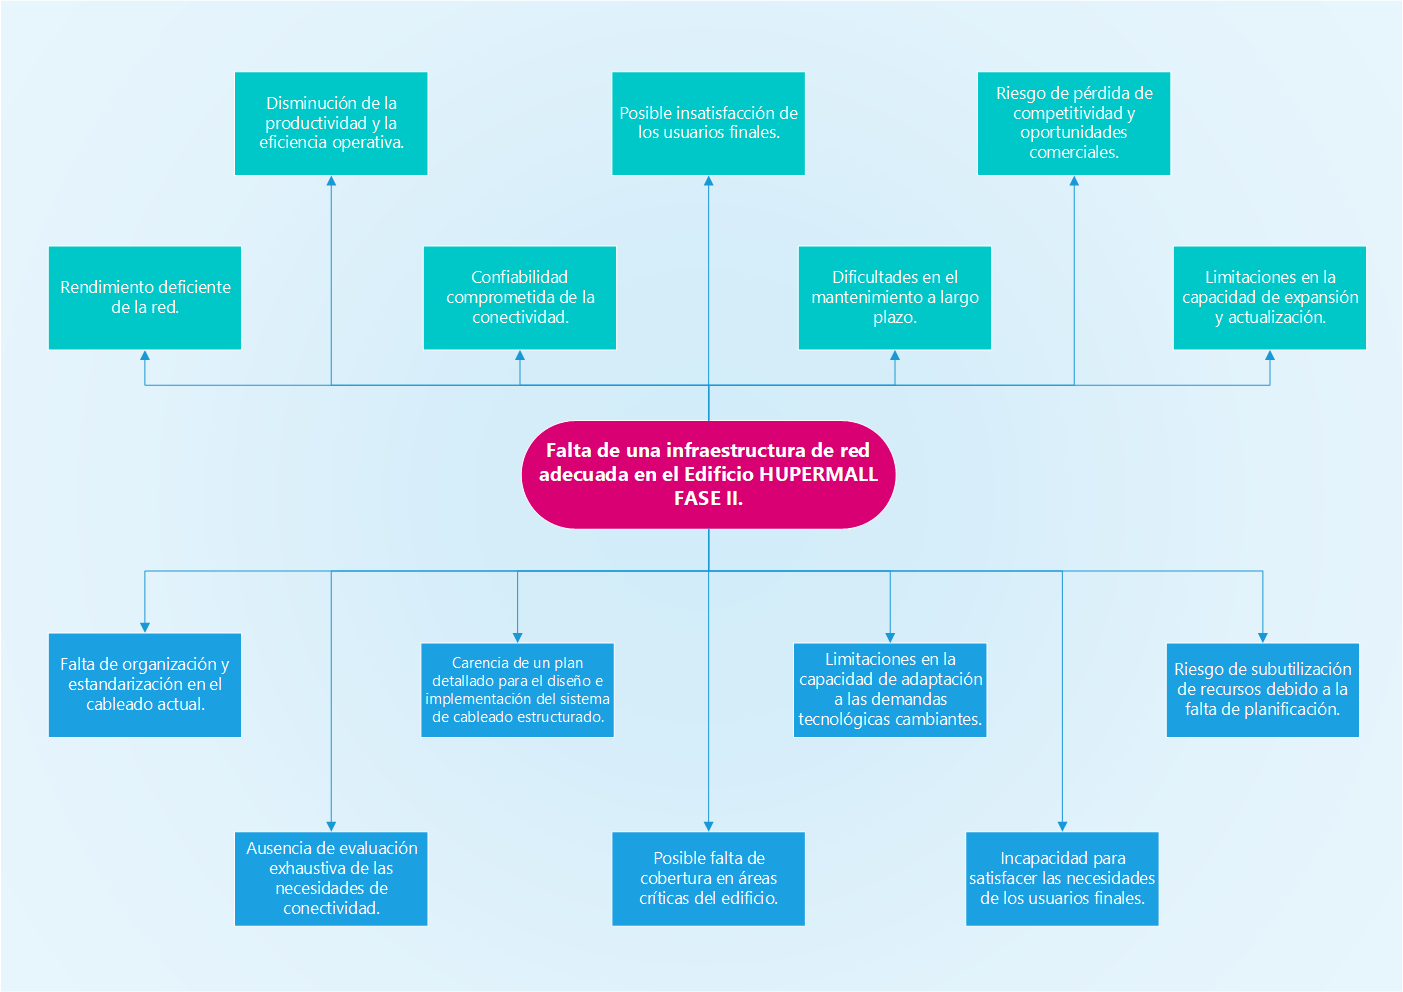 Disminución de la
productividad y la
eficiencia operativa.
Posible insatisfacción de
los usuarios finales.
Riesgo de pérdida de
competitividad y
oportunidades
comerciales.
Rendimiento deficiente
de la red.
Confiabilidad
comprometida de la
conectividad.
Dificultades en el
mantenimiento a largo
plazo.
Limitaciones en la
capacidad de expansión
y actualización.
Falta de una infraestructura de red
adecuada en el Edificio HUPERMALL
FASE II.
Falta de organización y
estandarización en el
cableado actual.
Carencia de un plan
detallado para el diseño e
implementación del sistema
de cableado estructurado.
Limitaciones en la
capacidad de adaptación
a las demandas
tecnológicas cambiantes.
Riesgo de subutilización
de recursos debido a la
falta de planificación.
Ausencia de evaluación
exhaustiva de las
necesidades de
conectividad.
Posible falta de
cobertura en áreas
críticas del edificio.
Incapacidad para
satisfacer las necesidades
de los usuarios finales.